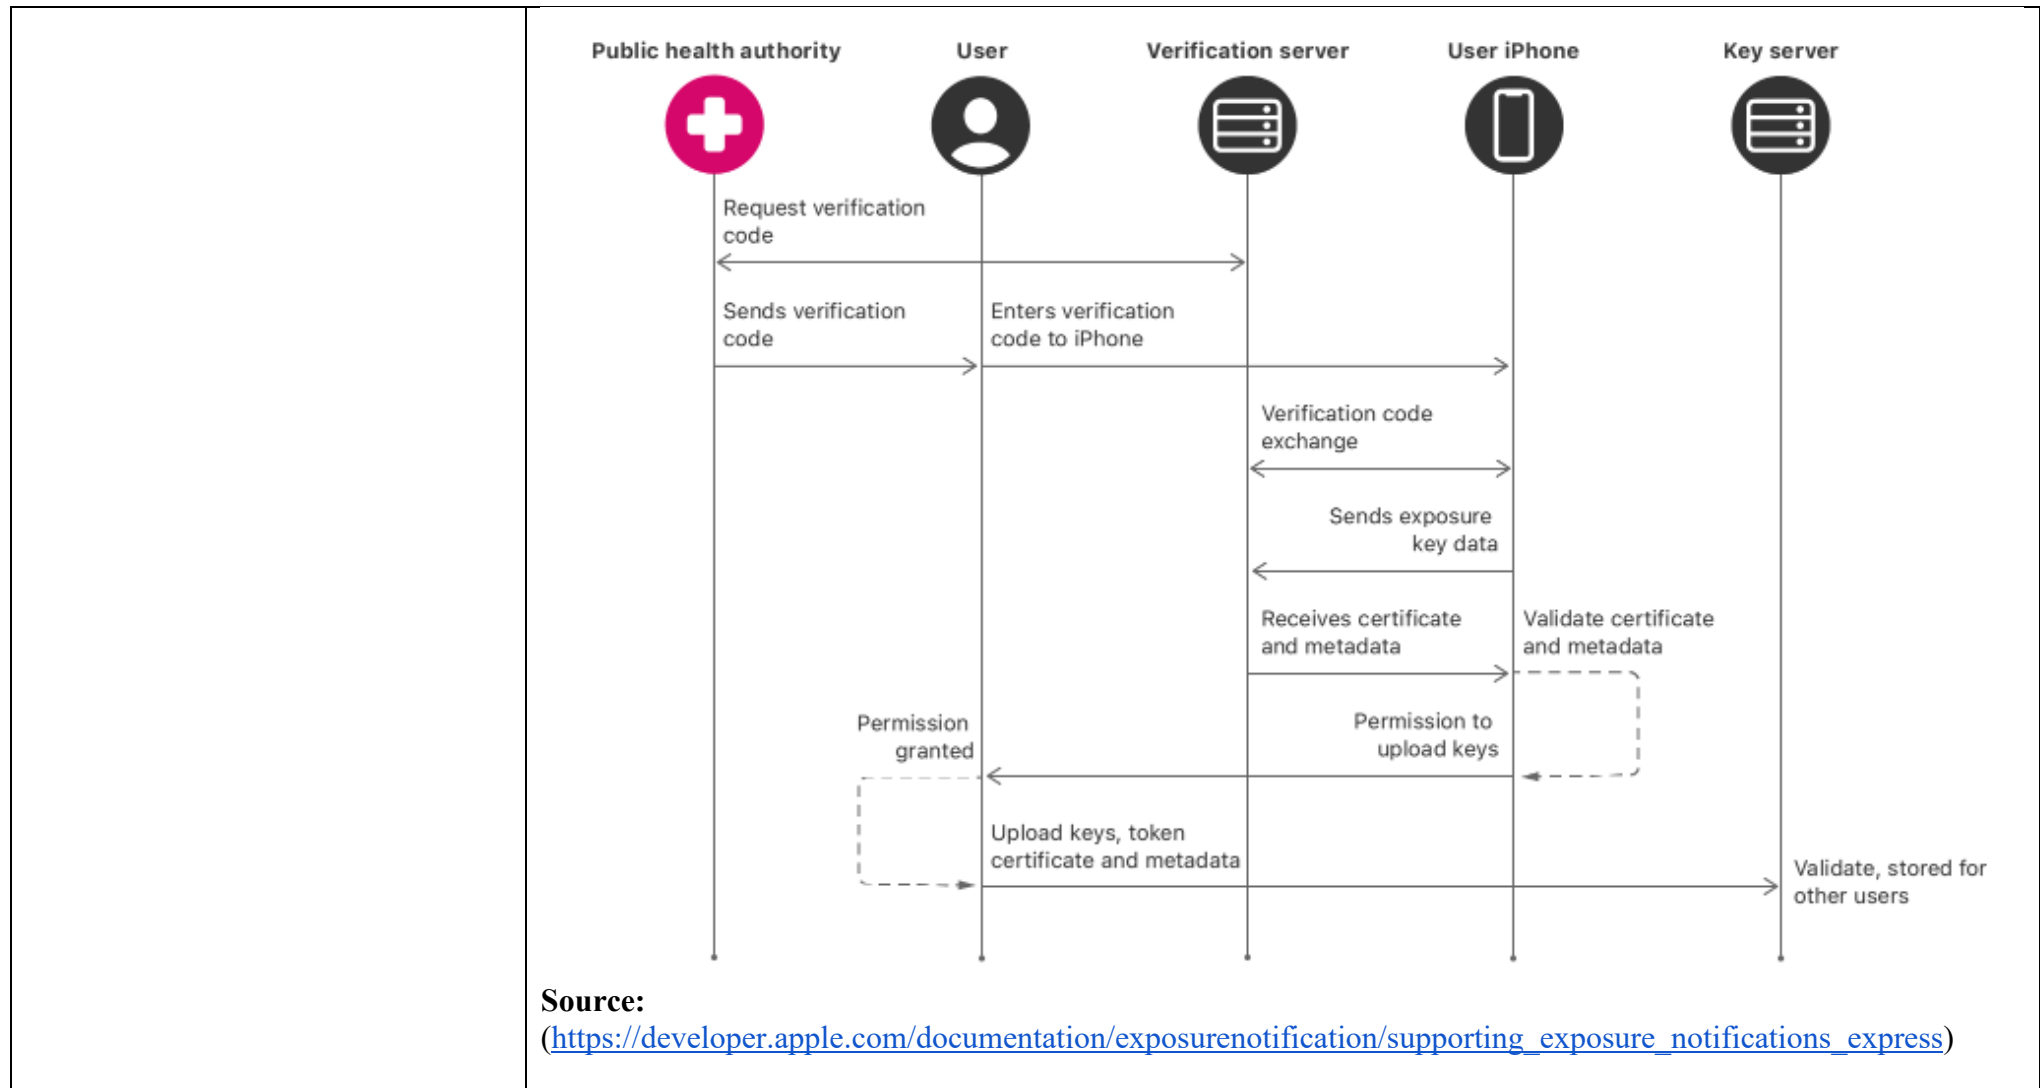 Public health authority
User
Verification server
User iPhone
Key server
Request verification
code
Sends verification
code
Enters verification
code to iPhone
Verification code
exchange
Sends exposure
key data
Receives certificate
and metadata
Validate certificate
and metadata
Permission
granted
Permission to
upload keys
Upload keys, token
certificate and metadata
Validate, stored for
other users
Source:
(https://developer.apple.com/documentation/exposurenotification/supporting_exposure_notifications_express)